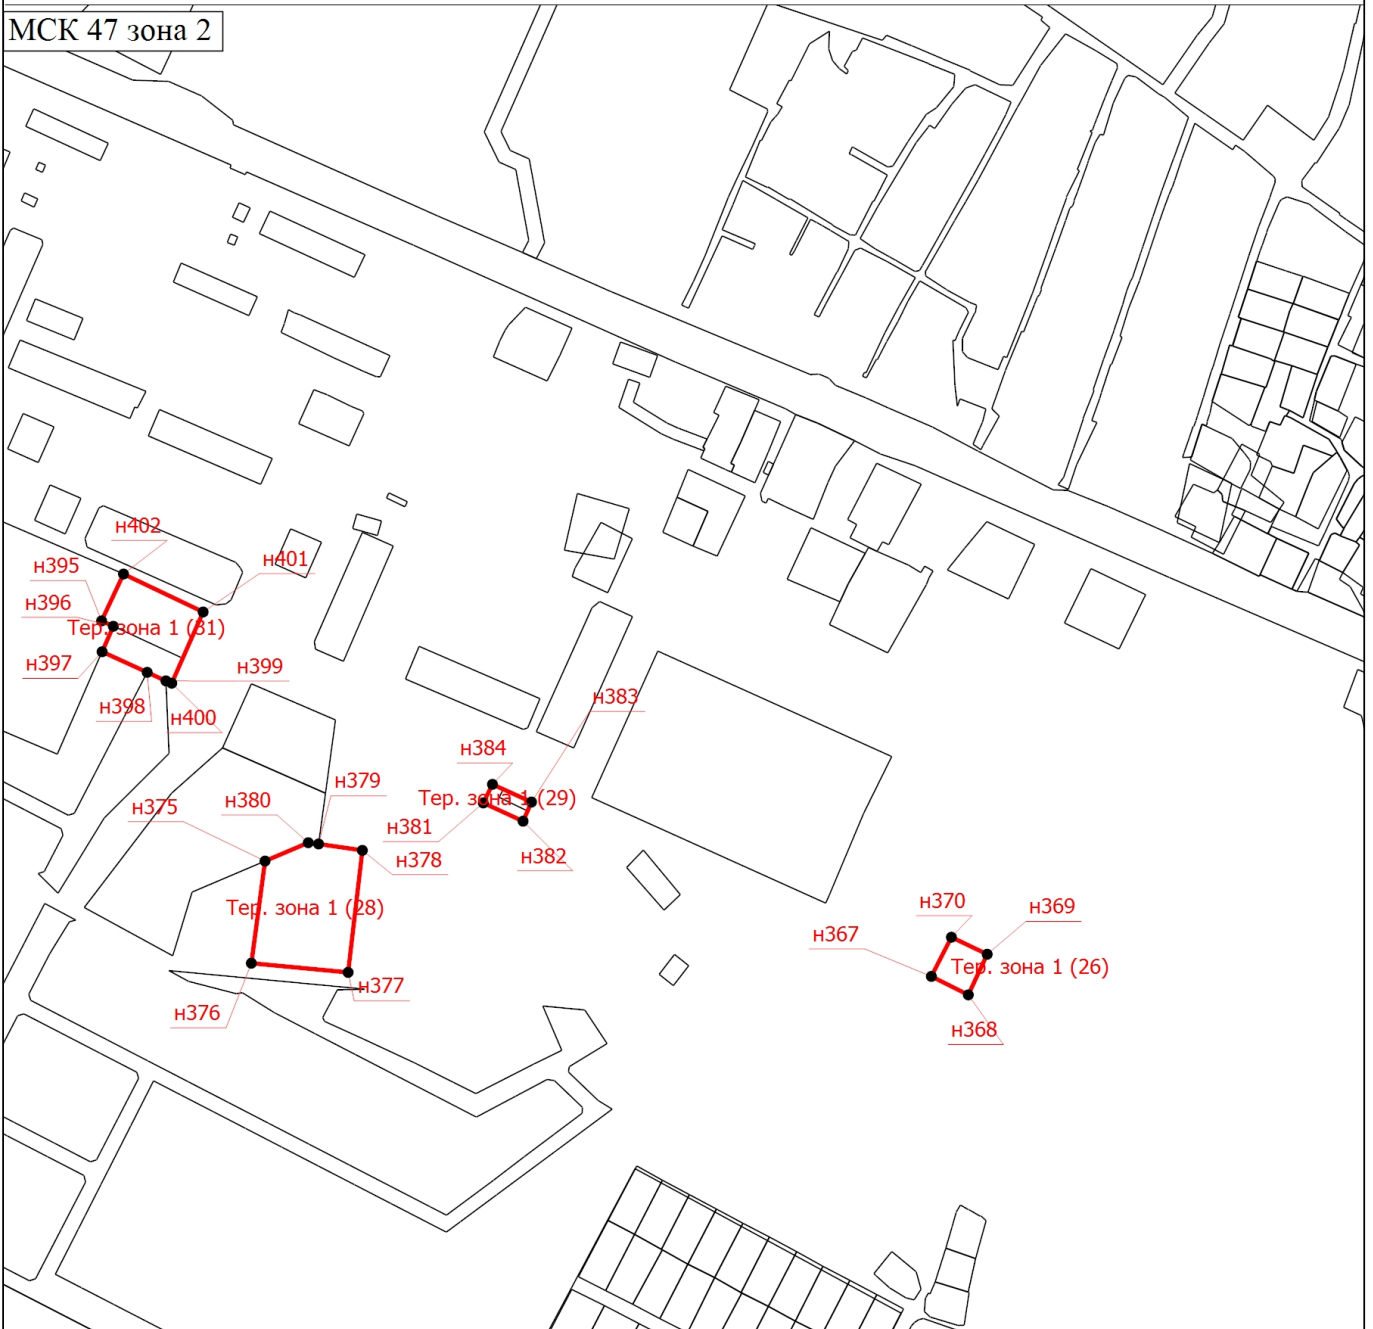 МСК 47 зона 2
н402
н401
н395
н396
Тер. зона 1 (31)
н397
н399
н398
н400
н383
н384
н379
Тер. зона 1 (29)
н380
н375
н381
н382
н378
н370
н369
Тер. зона 1 (28)
н367
Тер. зона 1 (26)
н377
н376
н368